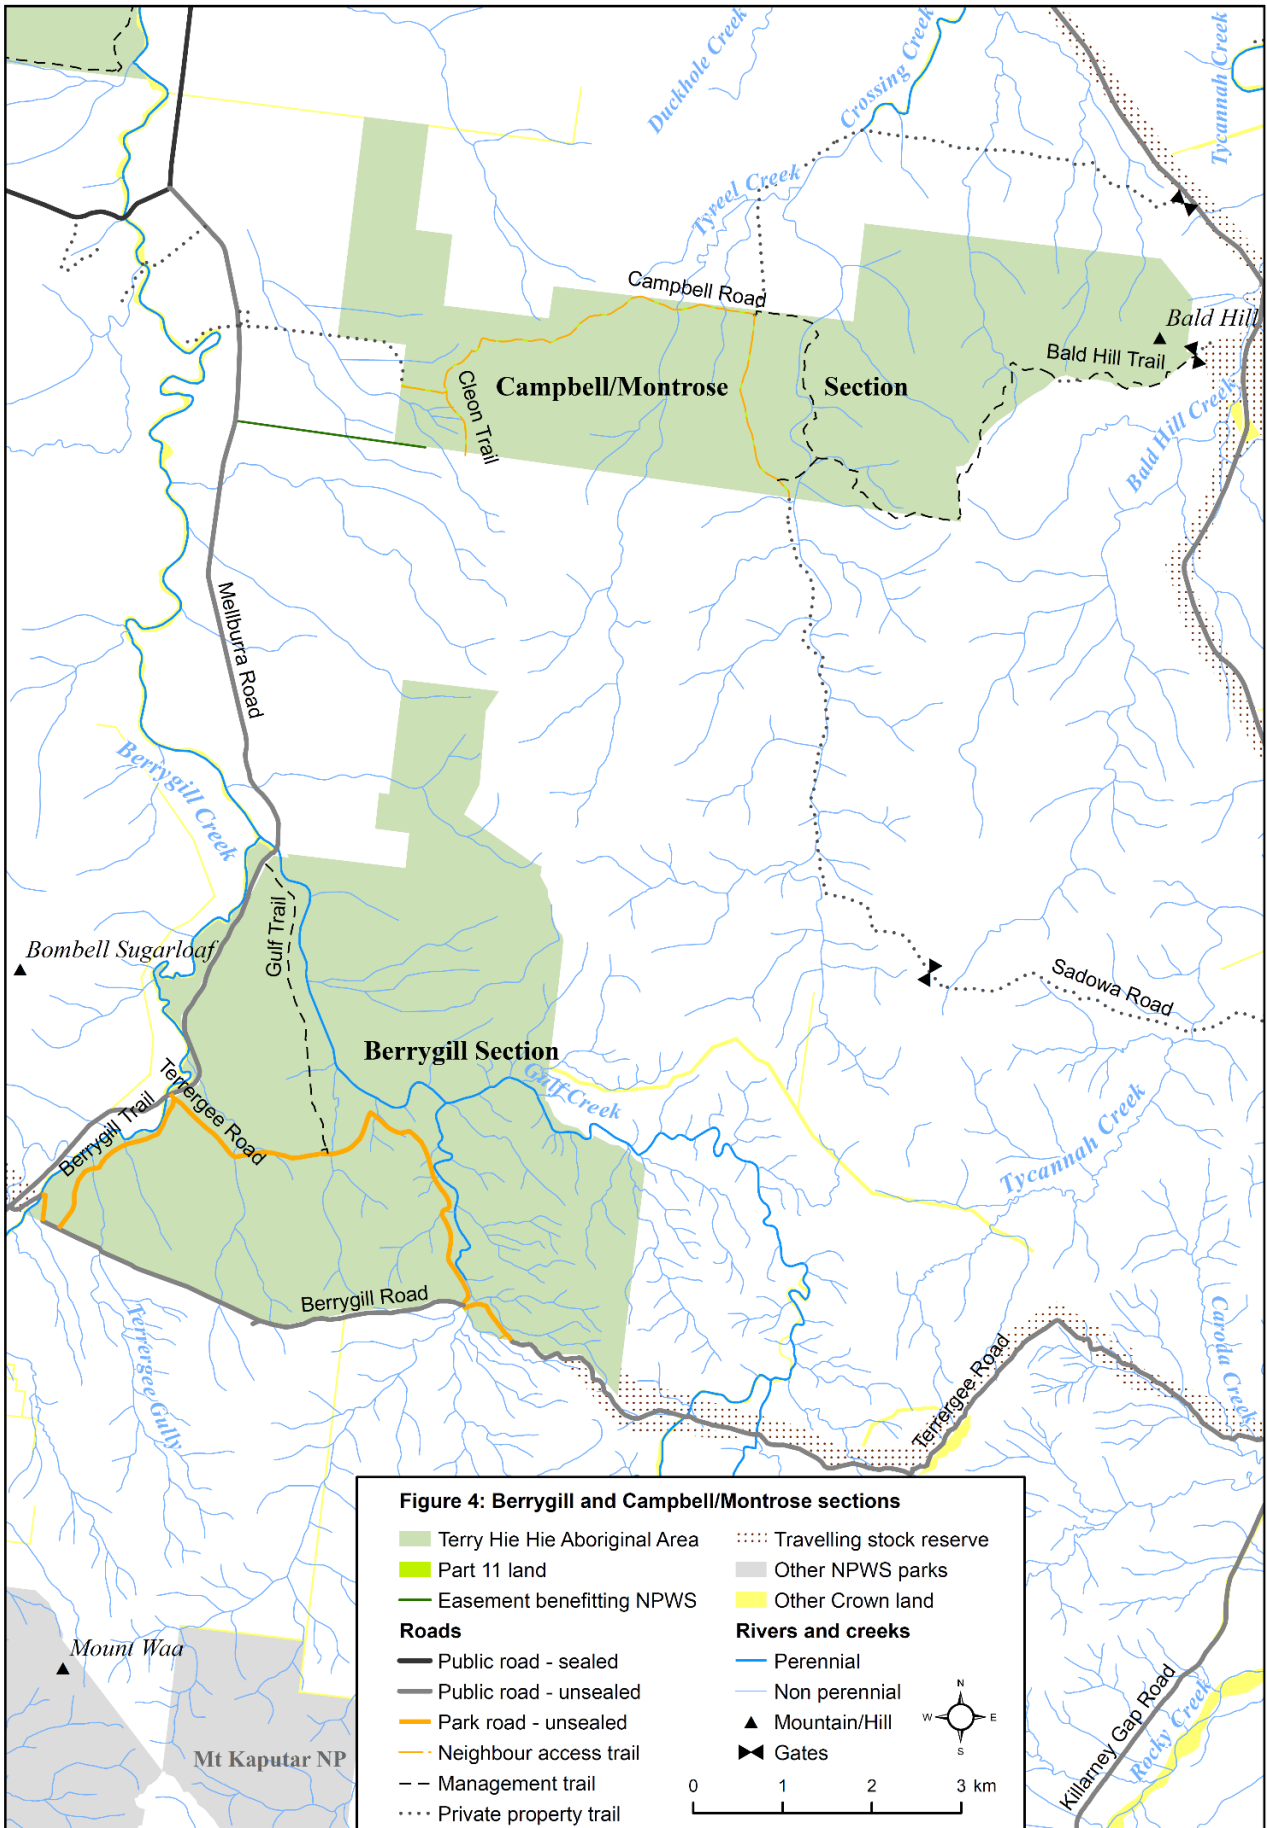 Duckhole Creek
Crossing Creek
Tycannah Creek
Tyreel Creek
Campbell Road
Bald Hill
Bald Hill Trail
Campbell/Montrose Section
Cleon Trail
Bald Hill Creek
Mellburra Road
Berrygill Creek
Gulf Trail
Bombell Sugarloaf
Sadowa Road
Berrygill Section
Gulf Creek
Terrergee Road
Berrygill Trail
Tycannah Creek
Berrygill Road
Terrergee Gully
Caroda Creek
Terrergee Road
Figure 4: Berrygill and Campbell/Montrose sections
Terry Hie Hie Aboriginal Area
Part 11 land
Easement benefitting NPWS
Roads
Public road - sealed
Public road - unsealed
Park road - unsealed
Neighbour access trail
Management trail
Private property trail
Travelling stock reserve
Other NPWS parks
Other Crown land
Rivers and creeks
Perennial
Non perennial
Mountain/Hill
Gates
N
W E
S
0 1 2 3 km
Mount Waa
Mt Kaputar NP
Killarney Gap Road
Rocky Creek